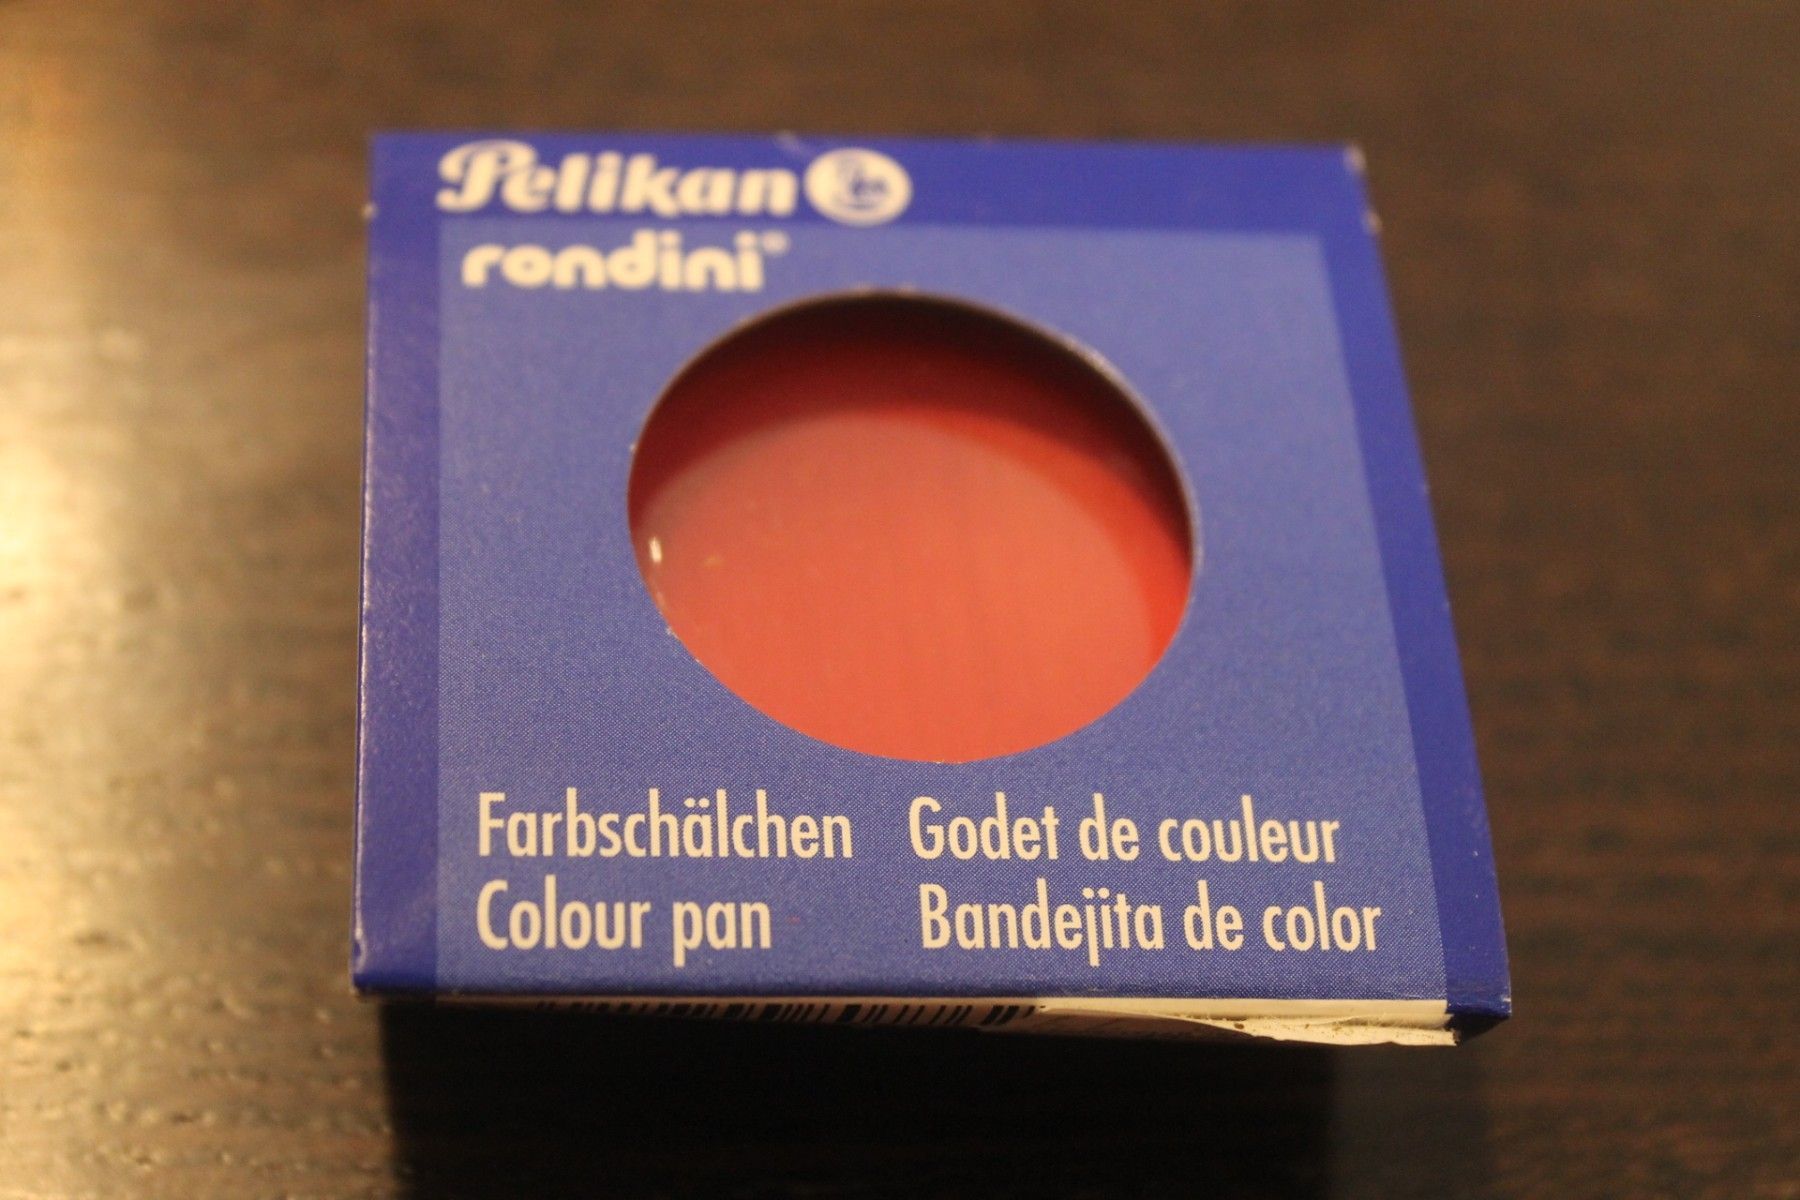 Pelikan
rondini®
Farbschälchen
Colour pan
Godet de couleur
Bandejita de color